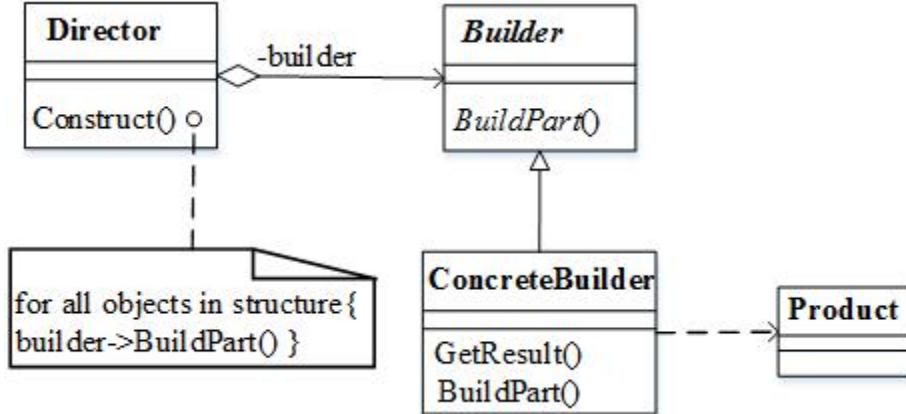 Director
Construct()
-builder
Builder
BuildPart()
for all objects in structure{
builder->BuildPart() }
ConcreteBuilder
GetResult()
BuildPart()
Product